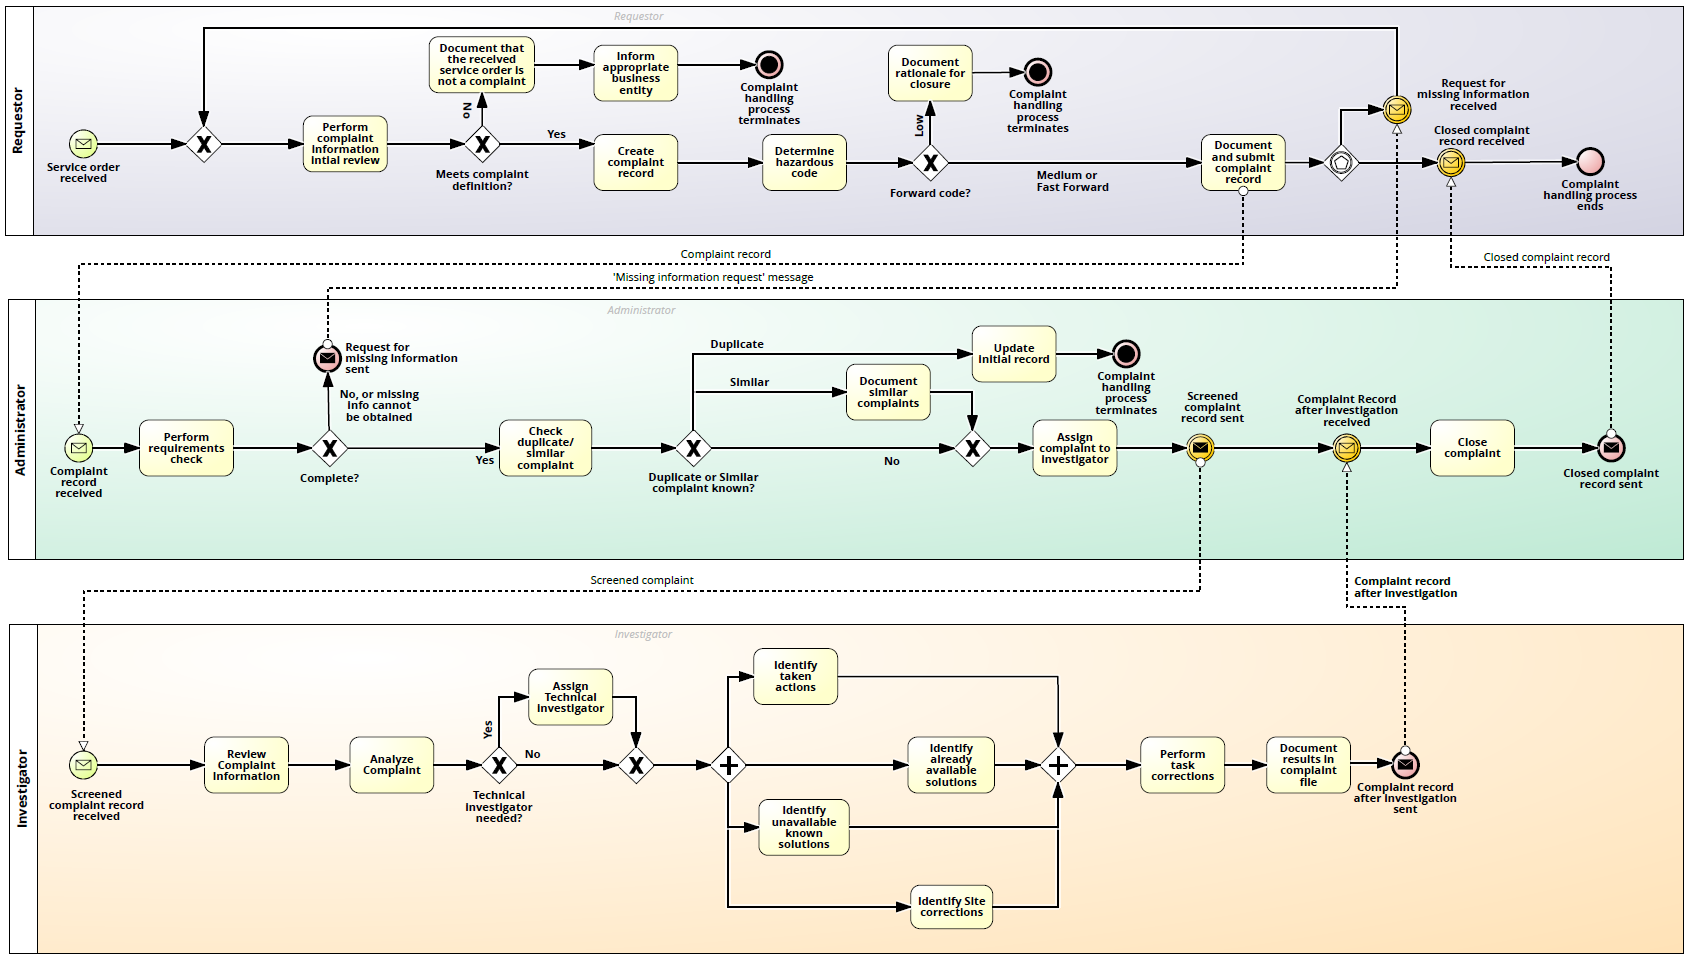 Requestor
Requestor
Service order
received
Perform
complaint
Information
Intial review
Meets complaint
definition?
No
Document that
the received
service order is
not a complaint
Inform
appropriate
business
entity
Complaint
handling
process
terminates
Yes
Create
complaint
record
Determine
hazardous
code
Forward code?
Low
Document
rationale for
closure
Complaint
handling
process
terminates
Medium or
Fast Forward
Document
and submit
complaint
record
Request for
missing information
received
Closed complaint
record received
Complaint
handling process
ends
Complaint record
'Missing information request' message
Closed complaint record
Administrator
Administrator
Complaint
record
received
Perform
requirements
check
Complete?
No, or missing
info cannot
be obtained
Request for
missing information
sent
Yes
Check
duplicate/
similar
complaint
Duplicate or Similar
complaint known?
Duplicate
Similar
No
Update
initial record
Complaint
handling
process
terminates
Document
similar
complaints
Assign
complaint to
Investigator
Screened
complaint
record sent
Complaint Record
after Investigation
received
Close
complaint
Closed complaint
record sent
Screened complaint
Complaint record
after Investigation
Investigator
Investigator
Screened
complaint record
received
Review
Complaint
Information
Analyze
Complaint
Technical
Investigator
needed?
Yes
No
Assign
Technical
Investigator
Identify
taken
actions
Identify
already
available
solutions
Identify
unavailable
known
solutions
Identify Site
corrections
Perform
task
corrections
Document
results in
complaint
file
Complaint record
after Investigation
sent